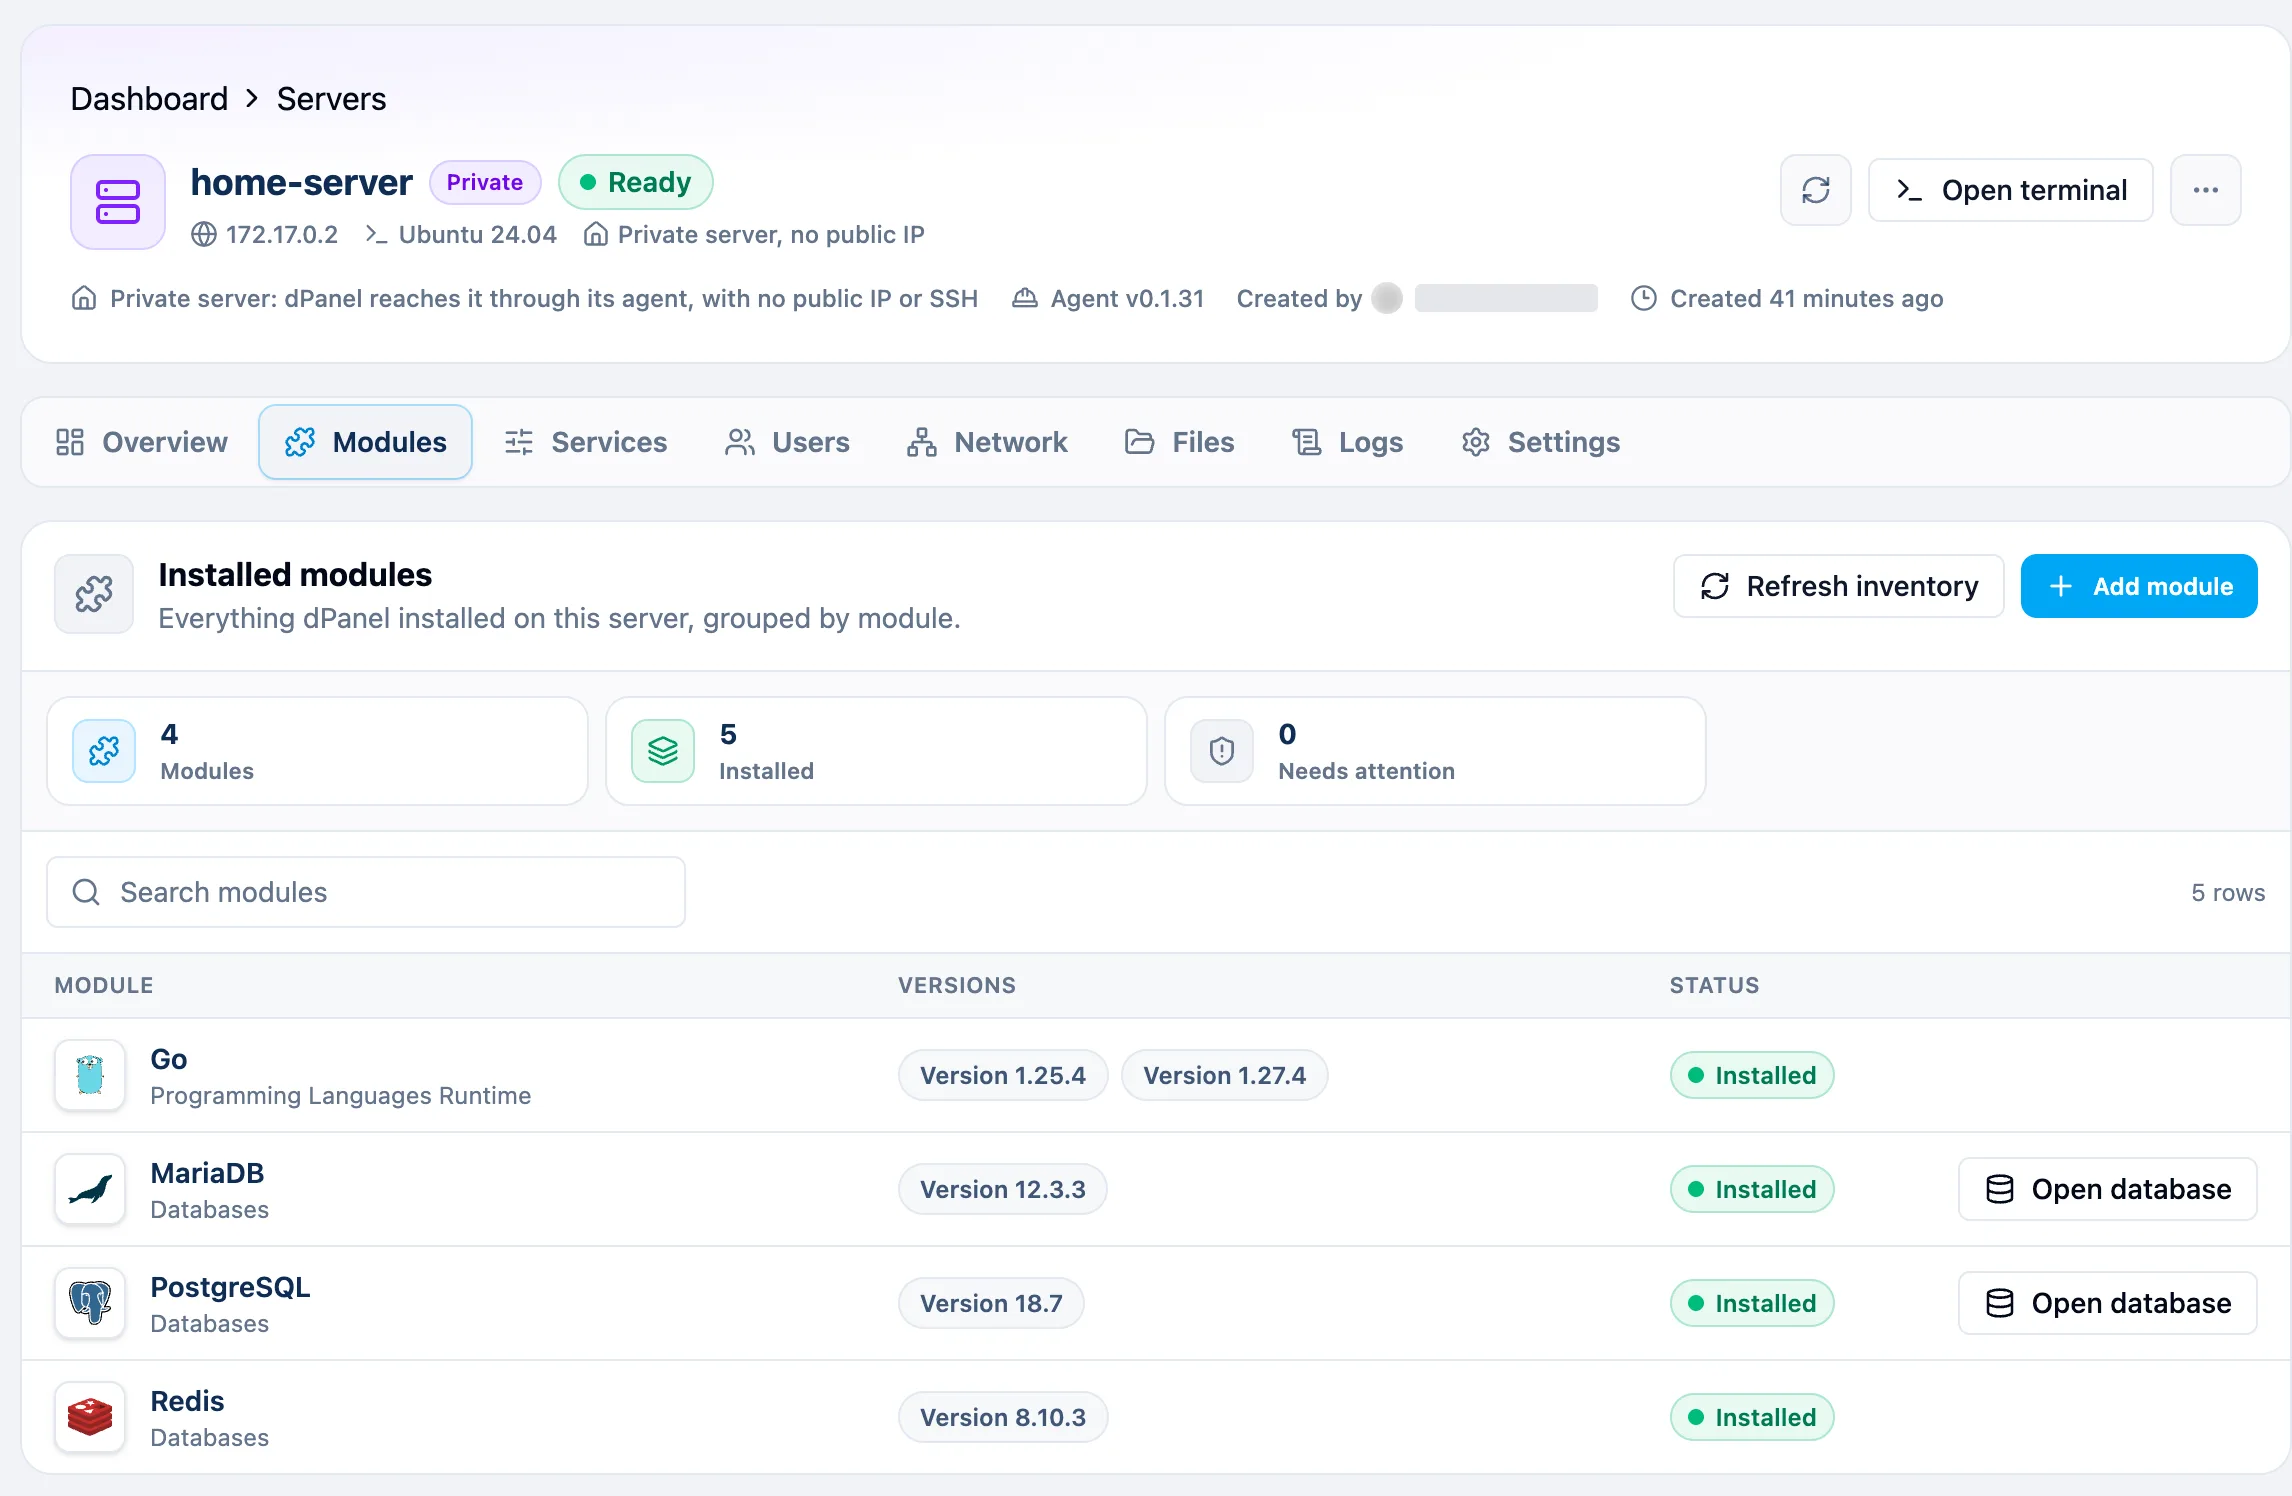 Dashboard > Servers
home-server Private Ready
172.17.0.2 Ubuntu 24.04 Private server, no public IP
Open terminal
Private server: dPanel reaches it through its agent, with no public IP or SSH Agent v0.1.31 Created by Created 41 minutes ago
Overview Modules Services Users Network Files Logs Settings
Installed modules
Everything dPanel installed on this server, grouped by module.
Refresh inventory Add module
4
Modules
5
Installed
0
Needs attention
Search modules
5 rows
MODULE VERSIONS STATUS
Go
Programming Languages Runtime
Version 1.25.4 Version 1.27.4 Installed
MariaDB
Databases
Version 12.3.3 Installed Open database
PostgreSQL
Databases
Version 18.7 Installed Open database
Redis
Databases
Version 8.10.3 Installed